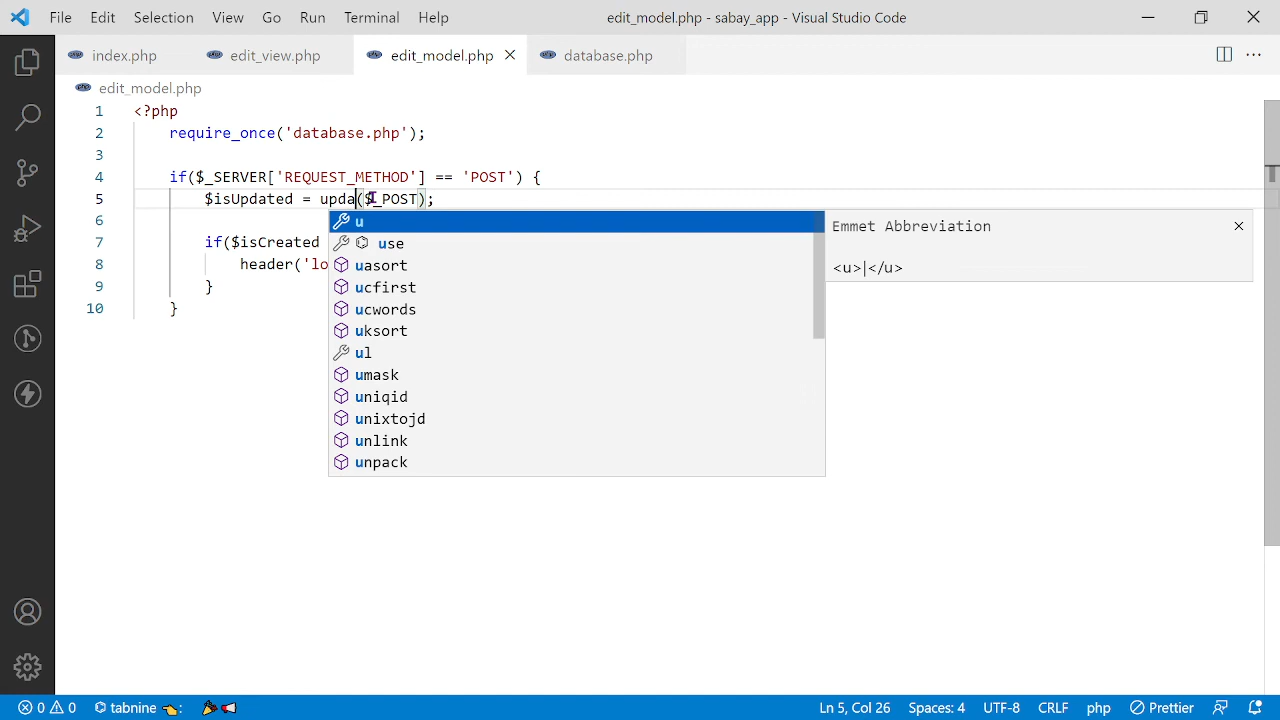 File Edit Selection View Go Run Terminal Help edit_model.php - sabay_app - Visual Studio Code
index.php edit_view.php edit_model.php database.php
edit_model.php
1 <?php
2 require_once('database.php');
3
4 if($_SERVER['REQUEST_METHOD'] == 'POST') {
5 $isUpdated = upda($_POST);
6
7 if($isCreated
8 header('lo
9 }
10 }
u
use
uasort
ucfirst
ucwords
uksort
ul
umask
uniqid
unixtojd
unlink
unpack
Emmet Abbreviation
<u>|</u>
0 0 tabnine : Ln 5, Col 26 Spaces: 4 UTF-8 CRLF php Prettier